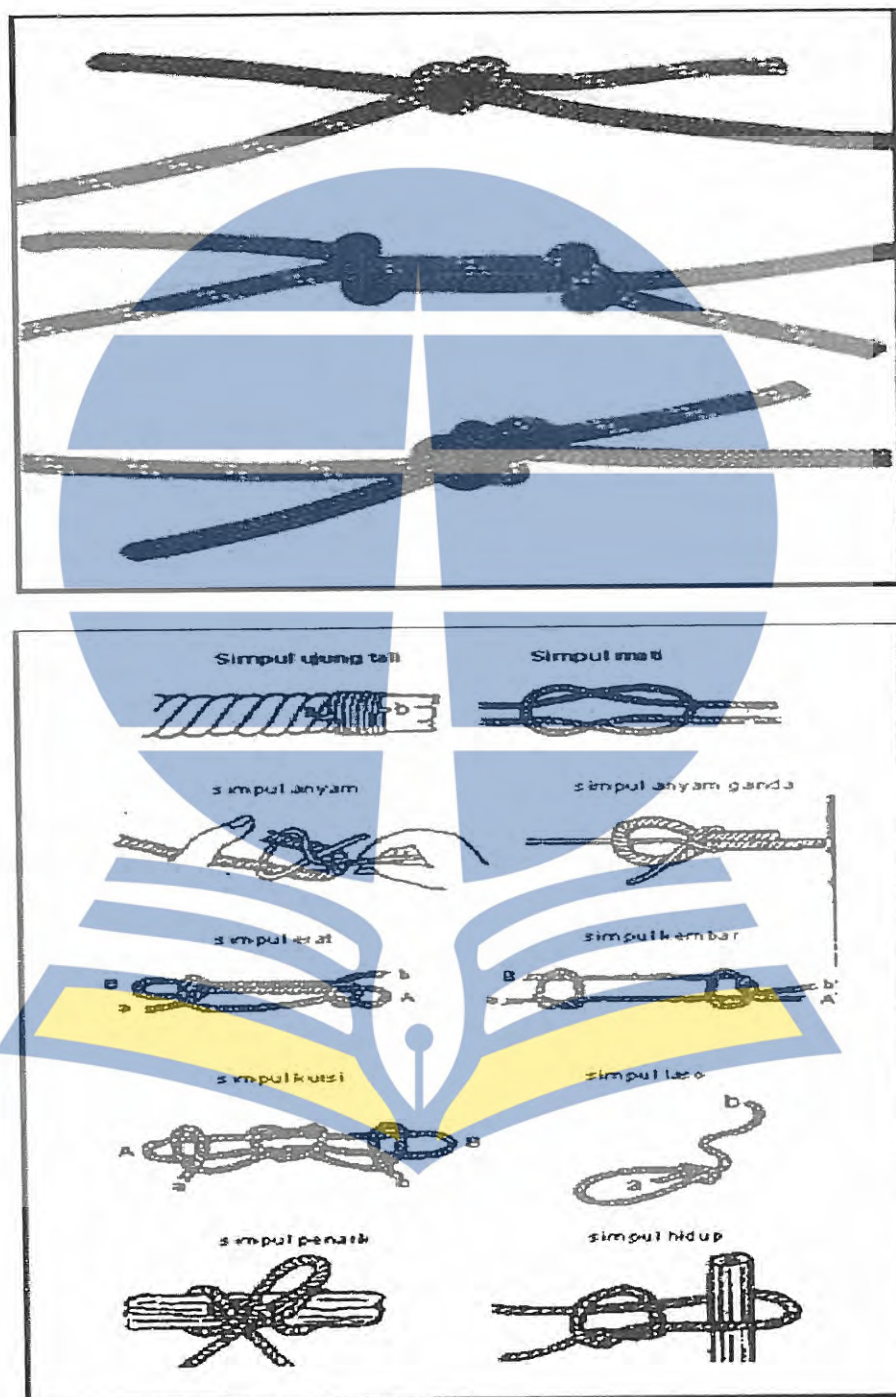 Simpul ujung tali Simpul mati
a b
simpul anyam simpul anyam ganda
simpul erat simpul kembar
B b B b
a A a A
simpul kursi simpul laso
b
A B
a b a
simpul penarik simpul hidup